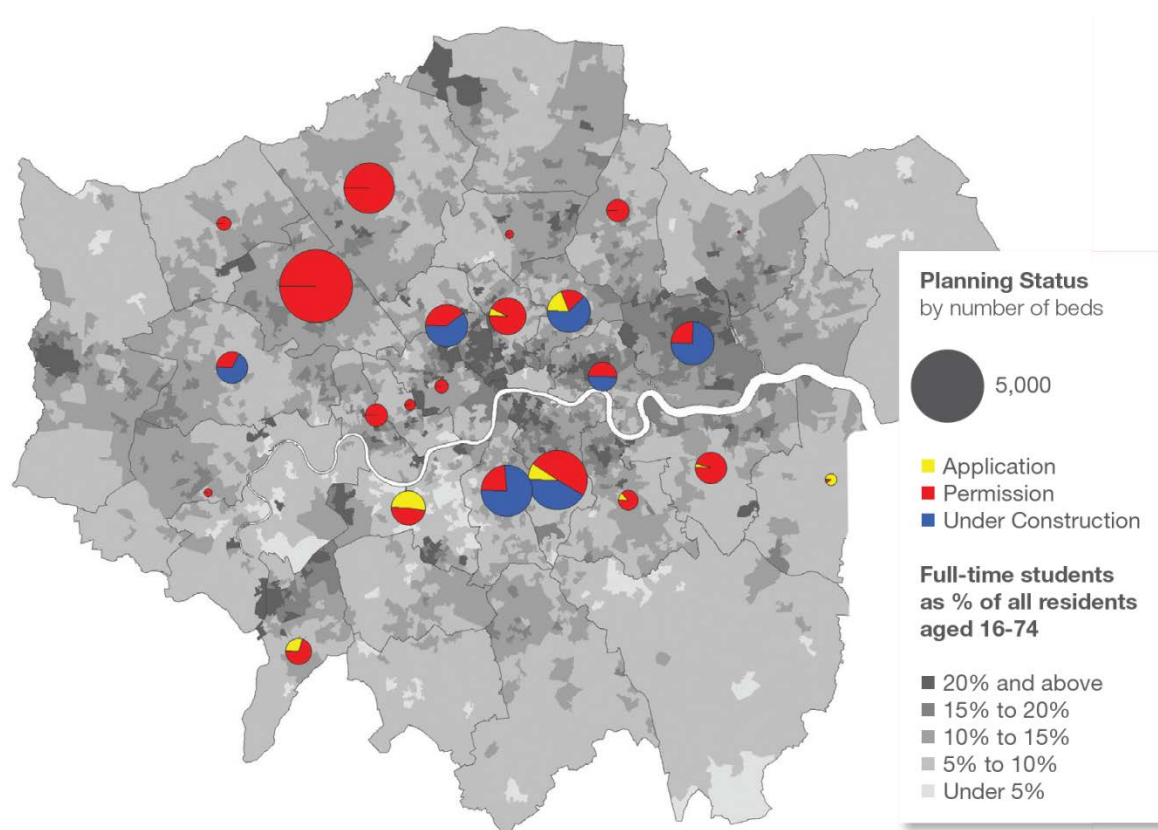 Planning Status
by number of beds
5,000
Application
Permission
Under Construction
Full-time students
as % of all residents
aged 16-74
20% and above
15% to 20%
10% to 15%
5% to 10%
Under 5%